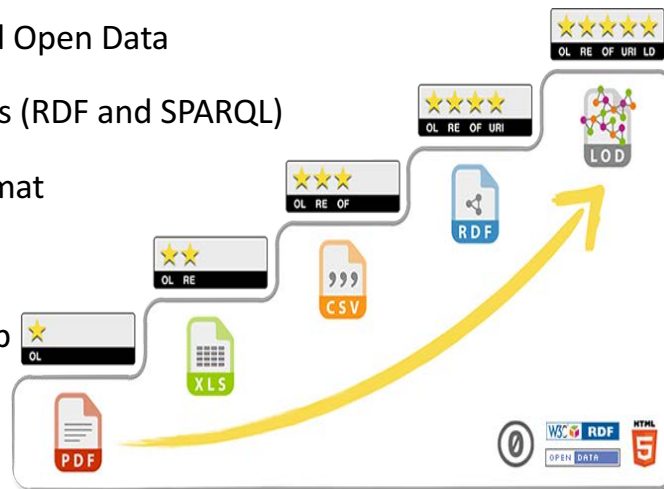 OL RE OF URI LD
Open Data
s (RDF and SPARQL)
OL RE OF URI
LOD
mat
OL RE OF
RDF
OL RE
CSV
OL
XLS
PDF
0
W3C RDF
OPEN DATA
HTML
5